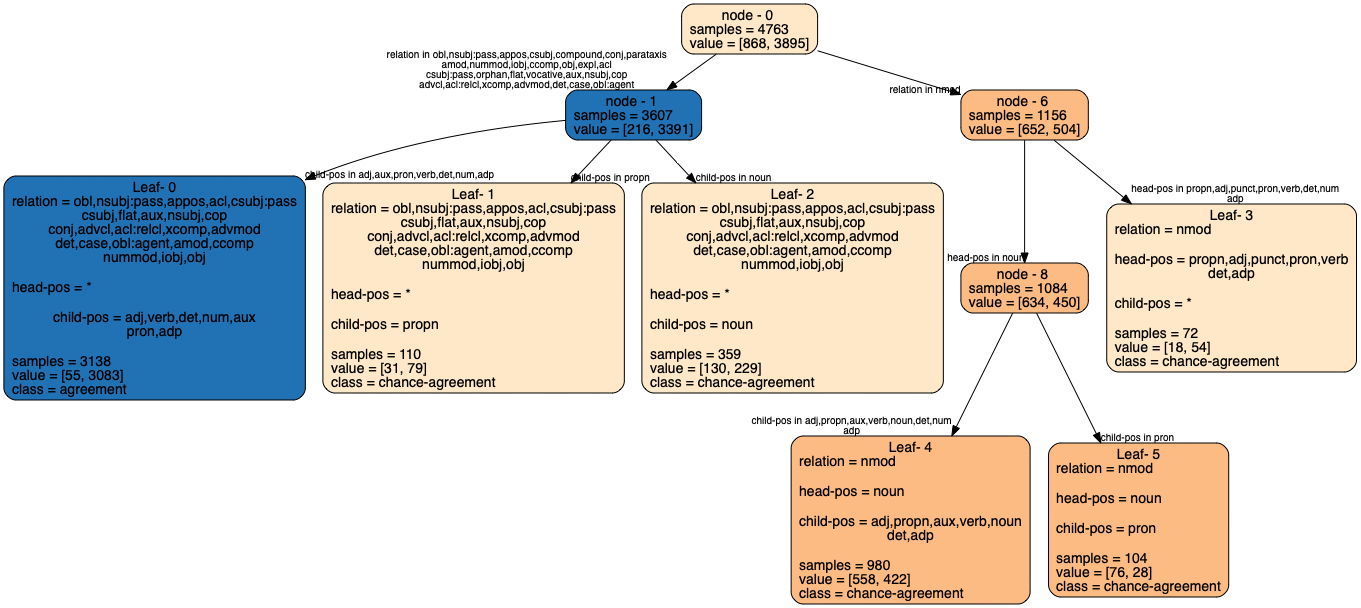 node - 0
samples = 4763
value = [868, 3895]
relation in obl,nsubj:pass,appos,csubj,compound,conj,parataxis
amod,nummod,iobj,ccomp,obj,expl,acl
csubj:pass,orphan,flat,vocative,aux,nsubj,cop
advcl,acl:relcl,xcomp,advmod,det,case,obl:agent
relation in nmod
node - 1
samples = 3607
value = [216, 3391]
node - 6
samples = 1156
value = [652, 504]
child-pos in adj,aux,pron,verb,det,num,adp
child-pos in propn
child-pos in noun
head-pos in propn,adj,punct,pron,verb,det,num
adp
Leaf- 0
relation = obl,nsubj:pass,appos,acl,csubj:pass
csubj,flat,aux,nsubj,cop
conj,advcl,acl:relcl,xcomp,advmod
det,case,obl:agent,amod,ccomp
nummod,iobj,obj
head-pos = *
child-pos = adj,verb,det,num,aux
pron,adp
samples = 3138
value = [55, 3083]
class = agreement
Leaf- 1
relation = obl,nsubj:pass,appos,acl,csubj:pass
csubj,flat,aux,nsubj,cop
conj,advcl,acl:relcl,xcomp,advmod
det,case,obl:agent,amod,ccomp
nummod,iobj,obj
head-pos = *
child-pos = propn
samples = 110
value = [31, 79]
class = chance-agreement
Leaf- 2
relation = obl,nsubj:pass,appos,acl,csubj:pass
csubj,flat,aux,nsubj,cop
conj,advcl,acl:relcl,xcomp,advmod
det,case,obl:agent,amod,ccomp
nummod,iobj,obj
head-pos = *
child-pos = noun
samples = 359
value = [130, 229]
class = chance-agreement
head-pos in noun
node - 8
samples = 1084
value = [634, 450]
Leaf- 3
relation = nmod
head-pos = propn,adj,punct,pron,verb
det,adp
child-pos = *
samples = 72
value = [18, 54]
class = chance-agreement
child-pos in adj,propn,aux,verb,noun,det,num
adp
child-pos in pron
Leaf- 4
relation = nmod
head-pos = noun
child-pos = adj,propn,aux,verb,noun
det,adp
samples = 980
value = [558, 422]
class = chance-agreement
Leaf- 5
relation = nmod
head-pos = noun
child-pos = pron
samples = 104
value = [76, 28]
class = chance-agreement